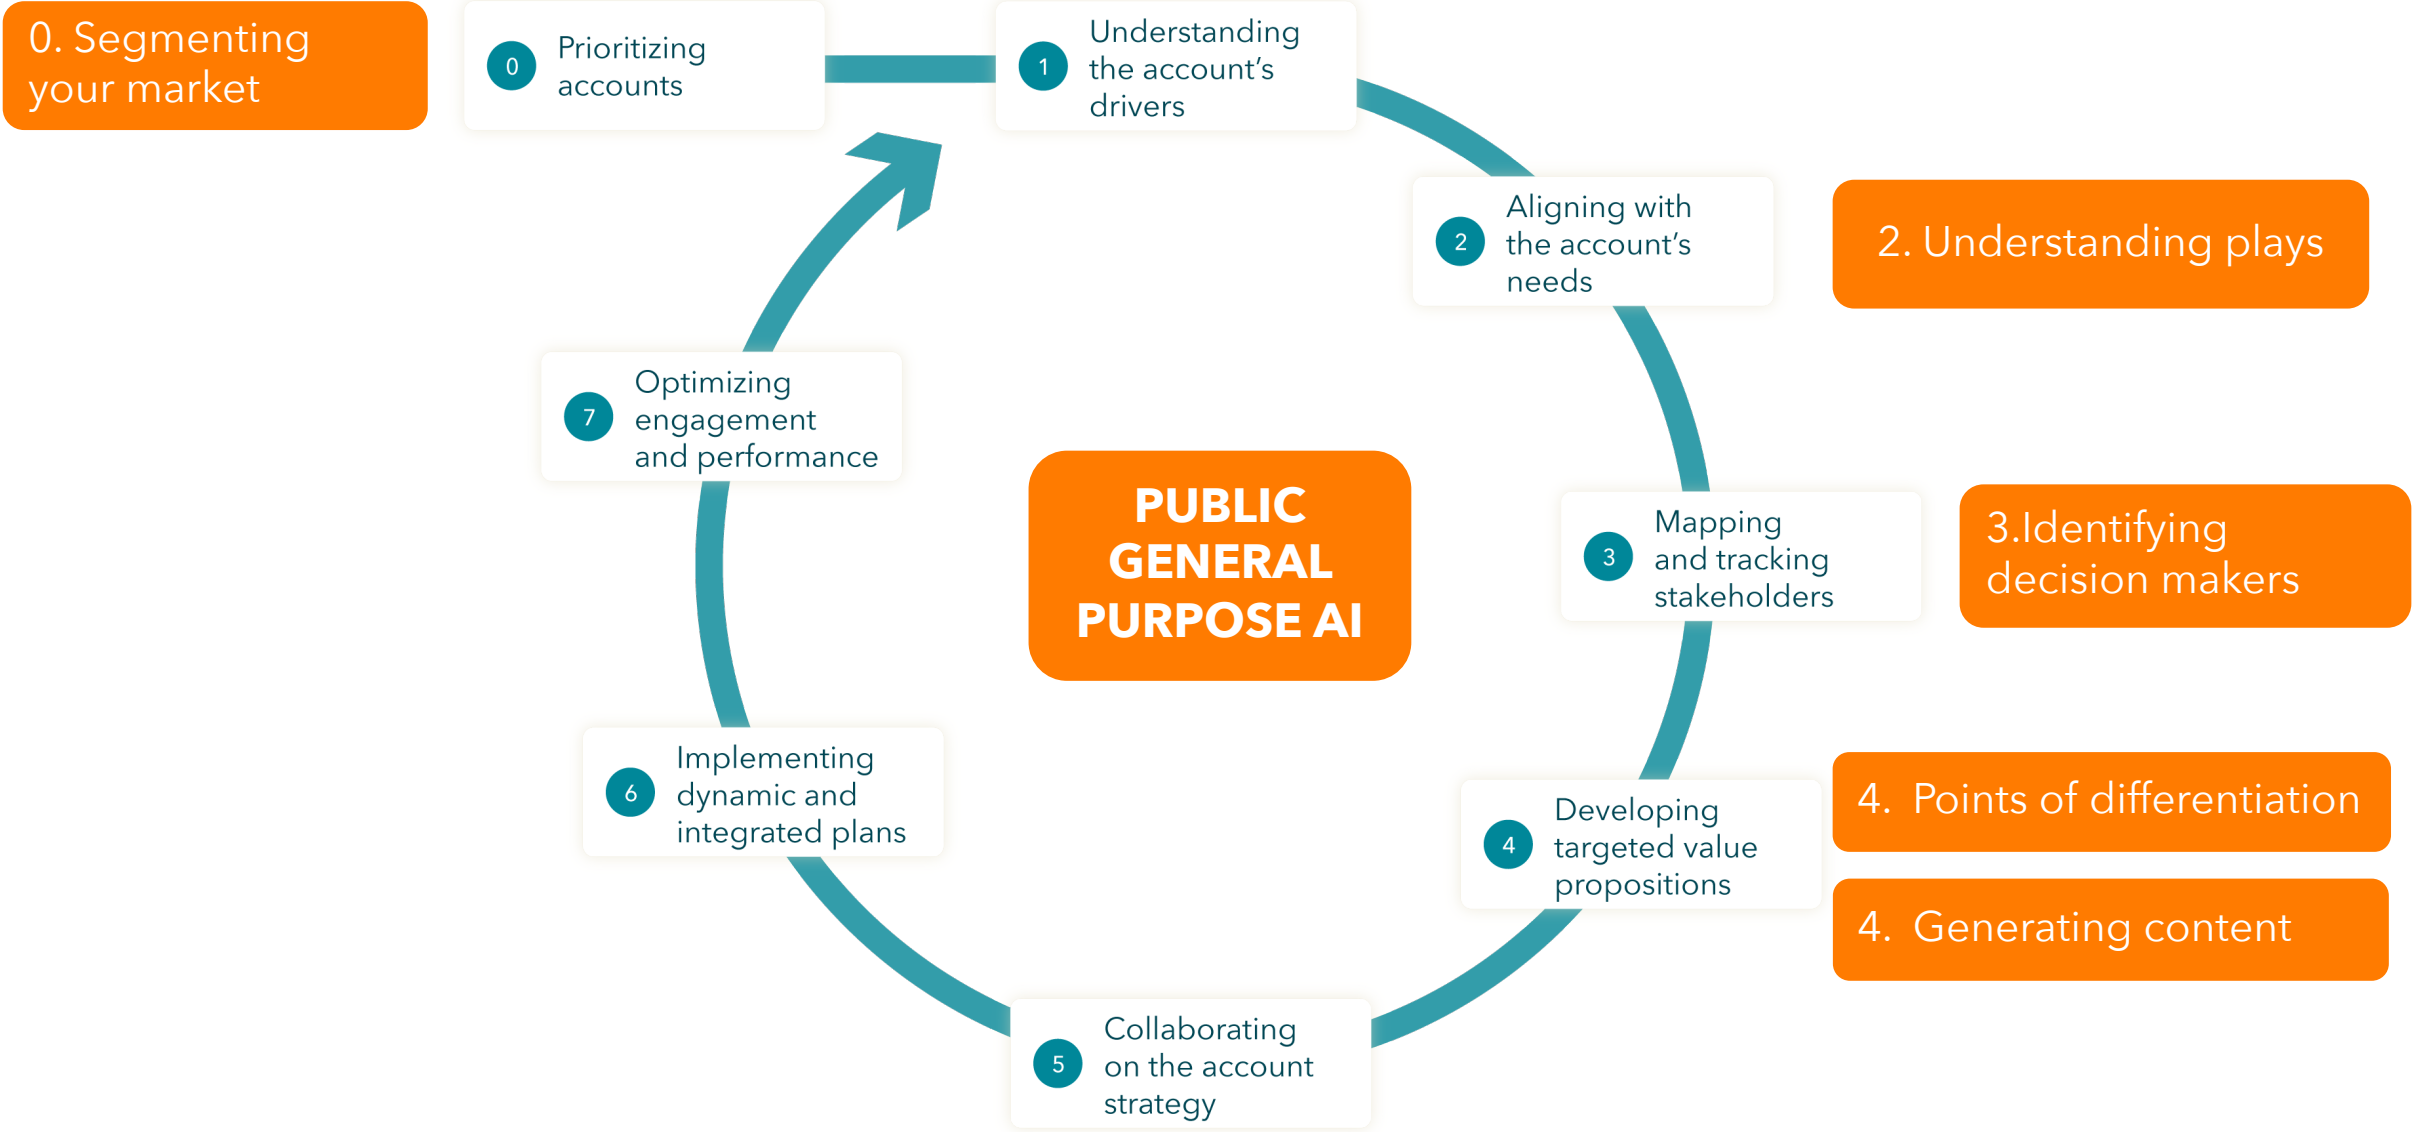 0. Segmenting
your market
0
Prioritizing
accounts
1
Understanding
the account’s
drivers
2
Aligning with
the account’s
needs
2. Understanding plays
3
Mapping
and tracking
stakeholders
3.Identifying
decision makers
4
Developing
targeted value
propositions
4. Points of differentiation
4. Generating content
5
Collaborating
on the account
strategy
6
Implementing
dynamic and
integrated plans
7
Optimizing
engagement
and performance
PUBLIC
GENERAL
PURPOSE AI